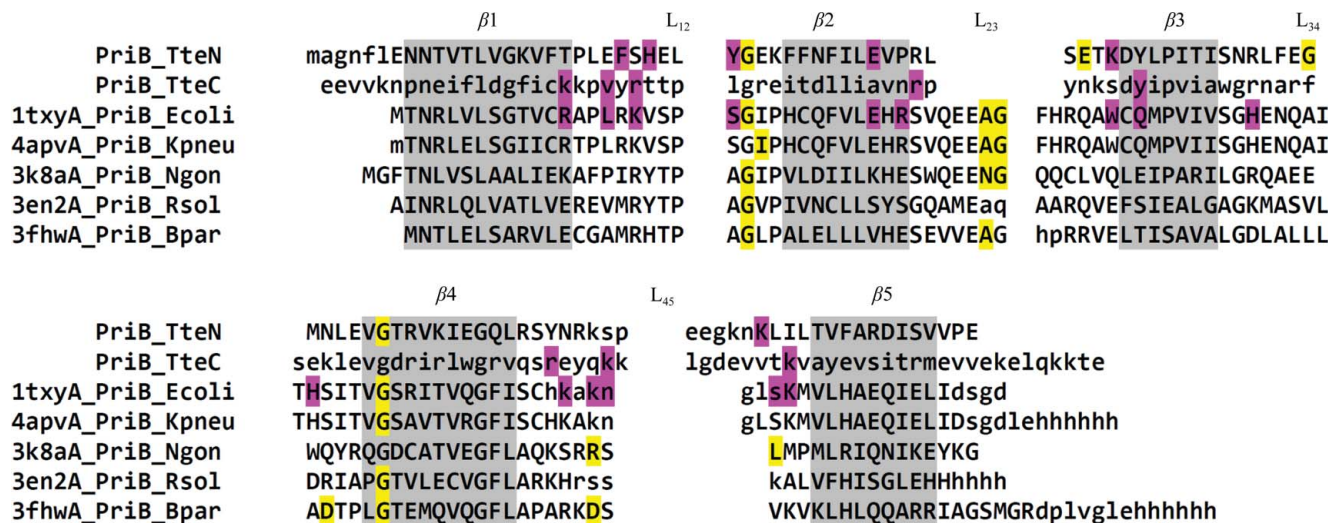 β1 L12 β2 L23 β3 L34
PriB_TteN magnflENNTVTLVGKVFTPLEFSHEL YGEKFFNFILEVPRL SETKDYLPITISNRLFEG
PriB_TteC eevvknpneifldgfickkpvyrttp lgreitdlliavnrp ynksdyipviawgrnarf
1txyA_PriB_Ecoli MTNRLVLSGTVCRAPLRKVSP SGIPHCQFVLEHRSVQEEAG FHRQAWCQMPVIVSGHENQAI
4apvA_PriB_Kpneu mTNRLELSGIICRTPLRKVSP SGIPHCQFVLEHRSVQEEAG FHRQAWCQMPVIISGHENQAI
3k8aA_PriB_Ngon MGFTNLVSLAALIEKAFPIRYTP AGIPVLDIILKHESWQEENG QQCLVQLEIPARILGRQAEE
3en2A_PriB_Rsol AINRLQLVATLVEREVMRYTP AGVPIVNCLLSYSGQAMEaq AARQVEFSIEALGAGKMASVL
3fhwA_PriB_Bpar MNTLELSARVLECGAMRHTP AGLPALELLLVHESEVVEAG hpRRVELTISAVALGDLALLL
β4 L45 β5
PriB_TteN MNLEVGTRVKIEGQLRSYNRksp eegknKLILTVFARDISVVPE
PriB_TteC seklevgdrirlwgrvqsreyqkk lgdevvtkvayevsitrmevvekelqkkte
1txyA_PriB_Ecoli THSITVGSRITVQGFISChkakn glsKMVLHAEQIELIdsgd
4apvA_PriB_Kpneu THSITVGSAVTVRGFISCHKAkn gLSKMVLHAEQIELIDsgdlehhhhhh
3k8aA_PriB_Ngon WQYRQGDCATVEGFLAQKSRRS LMPMLRIQNIKEYKG
3en2A_PriB_Rsol DRIAPGTVLECVGFLARKHrss kALVFHISGLEHHhhhh
3fhwA_PriB_Bpar ADTPLGTEMQVQGFLAPARKDS VKVKLHLQQARRIAGSMGRdplvglehhhhhh